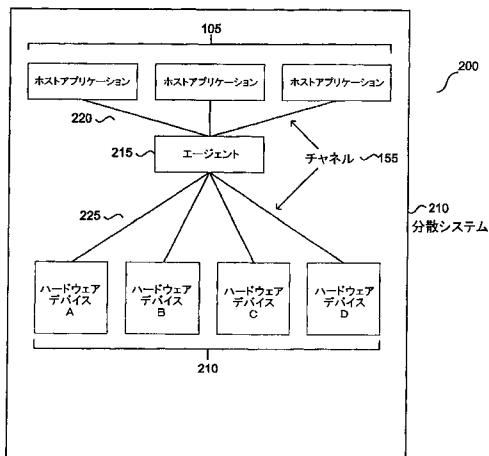 105
ホストアプリケーション ホストアプリケーション ホストアプリケーション
200
220
215 エージェント
チャネル 155
225
210
分散システム
ハードウェア ハードウェア ハードウェア ハードウェア
デバイス デバイス デバイス デバイス
A B C D
210